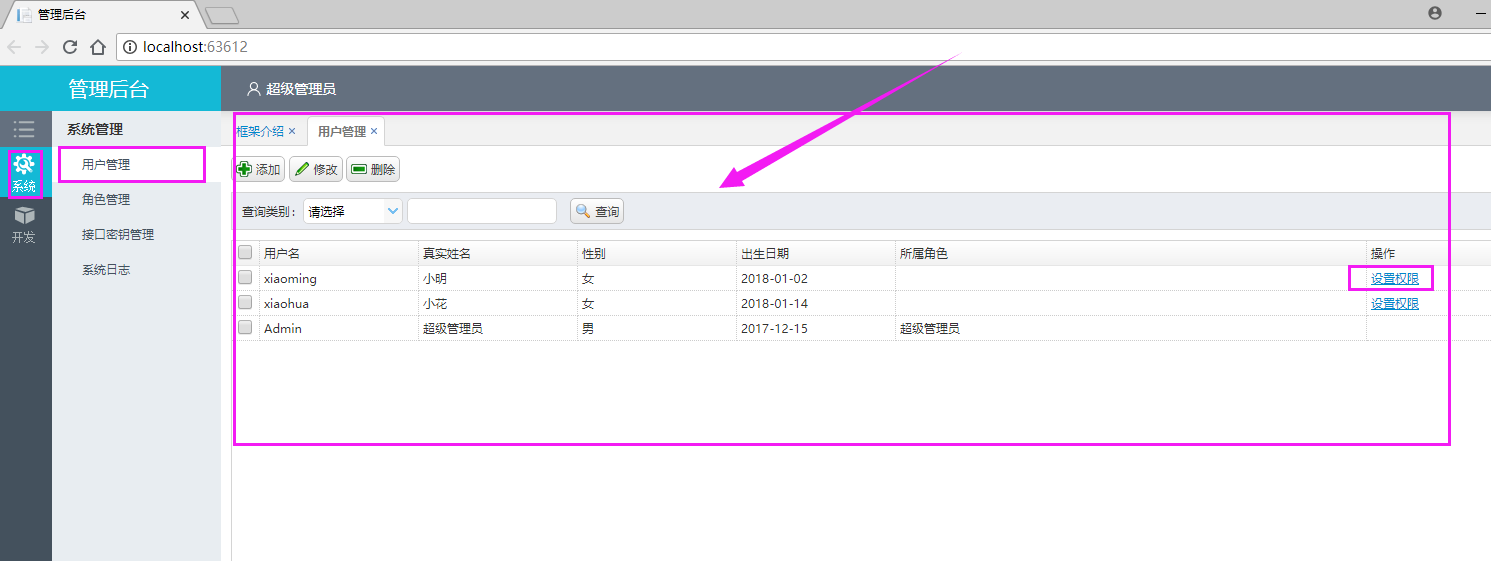 管理后台
localhost:63612
管理后台 超级管理员
系统管理
系统
开发
用户管理
角色管理
接口密钥管理
系统日志
框架介绍 × 用户管理 ×
添加 修改 删除
查询类别: 请选择 查询
用户名 真实姓名 性别 出生日期 所属角色 操作
xiaoming 小明 女 2018-01-02 设置权限
xiaohua 小花 女 2018-01-14 设置权限
Admin 超级管理员 男 2017-12-15 超级管理员